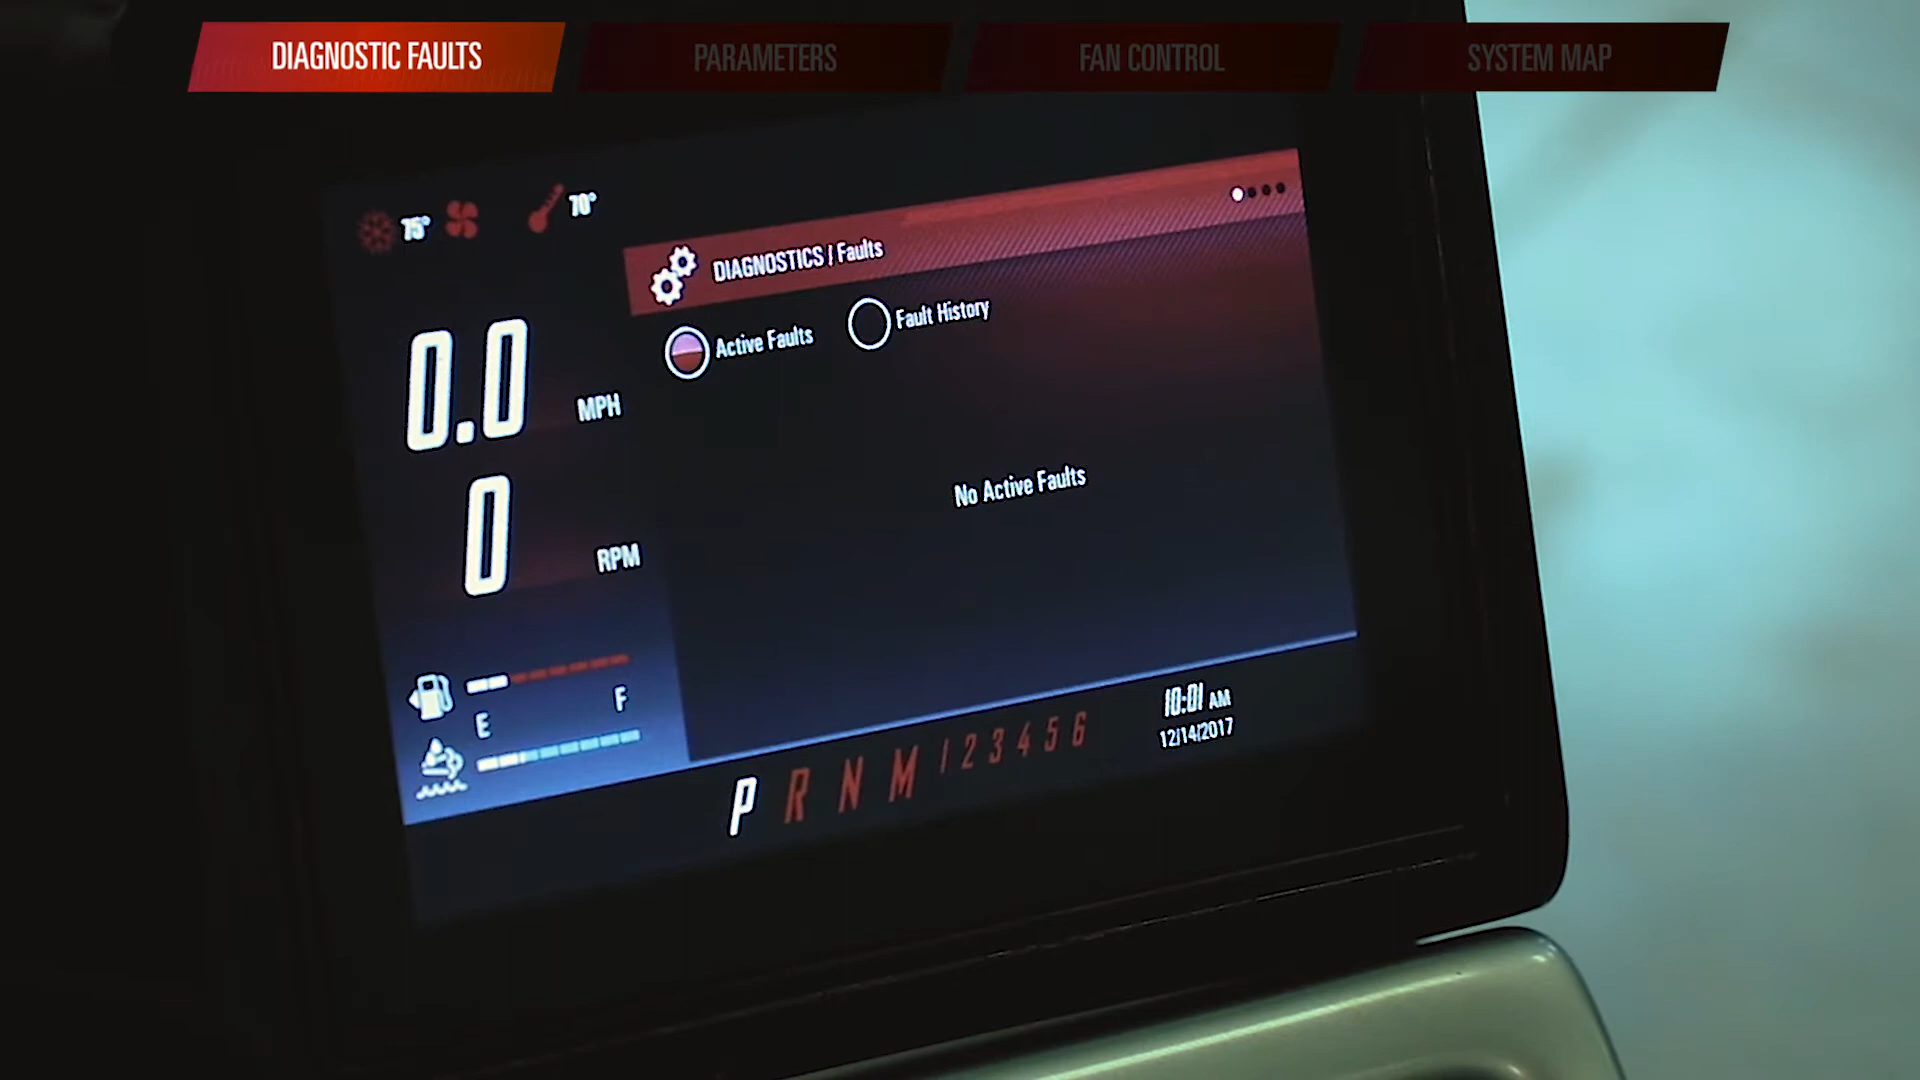 DIAGNOSTIC FAULTS
PARAMETERS
FAN CONTROL
SYSTEM MAP
75°
70°
DIAGNOSTICS | Faults
Active Faults
Fault History
0.0 MPH
No Active Faults
0 RPM
E F
P R N M 1 2 3 4 5 6
10:01 AM
12/14/2017